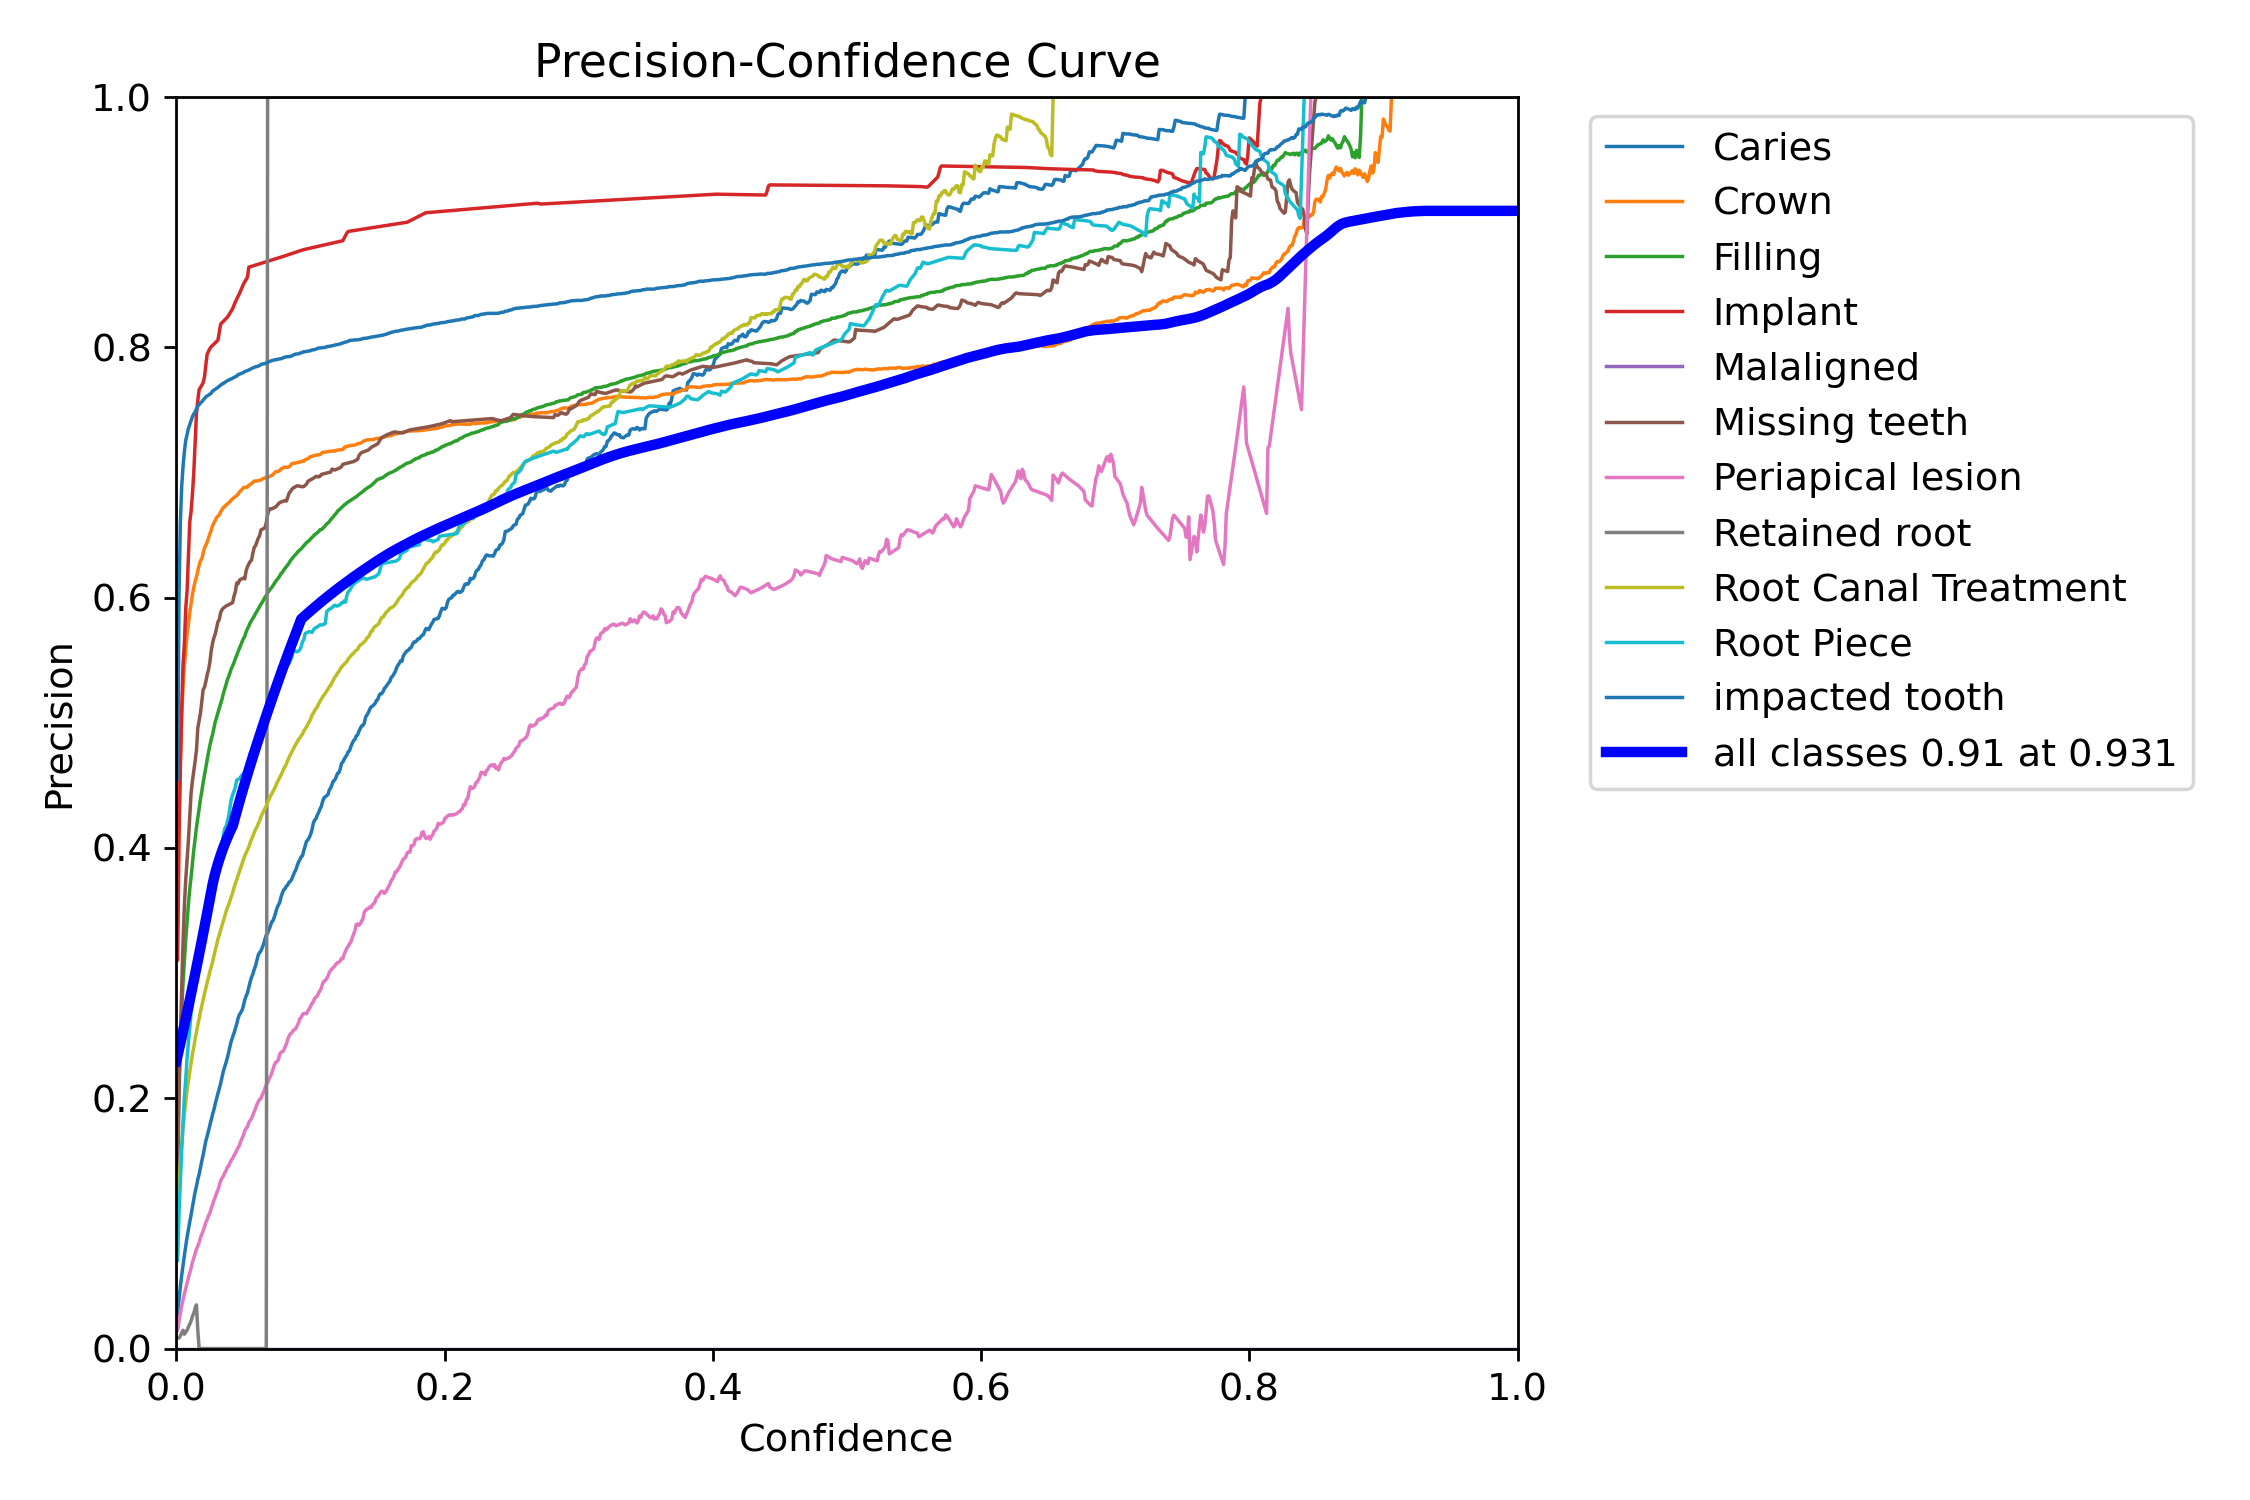 Precision-Confidence Curve
1.0
0.8
0.6
0.4
0.2
0.0
Precision
0.0 0.2 0.4 0.6 0.8 1.0
Confidence
Caries
Crown
Filling
Implant
Malaligned
Missing teeth
Periapical lesion
Retained root
Root Canal Treatment
Root Piece
impacted tooth
all classes 0.91 at 0.931